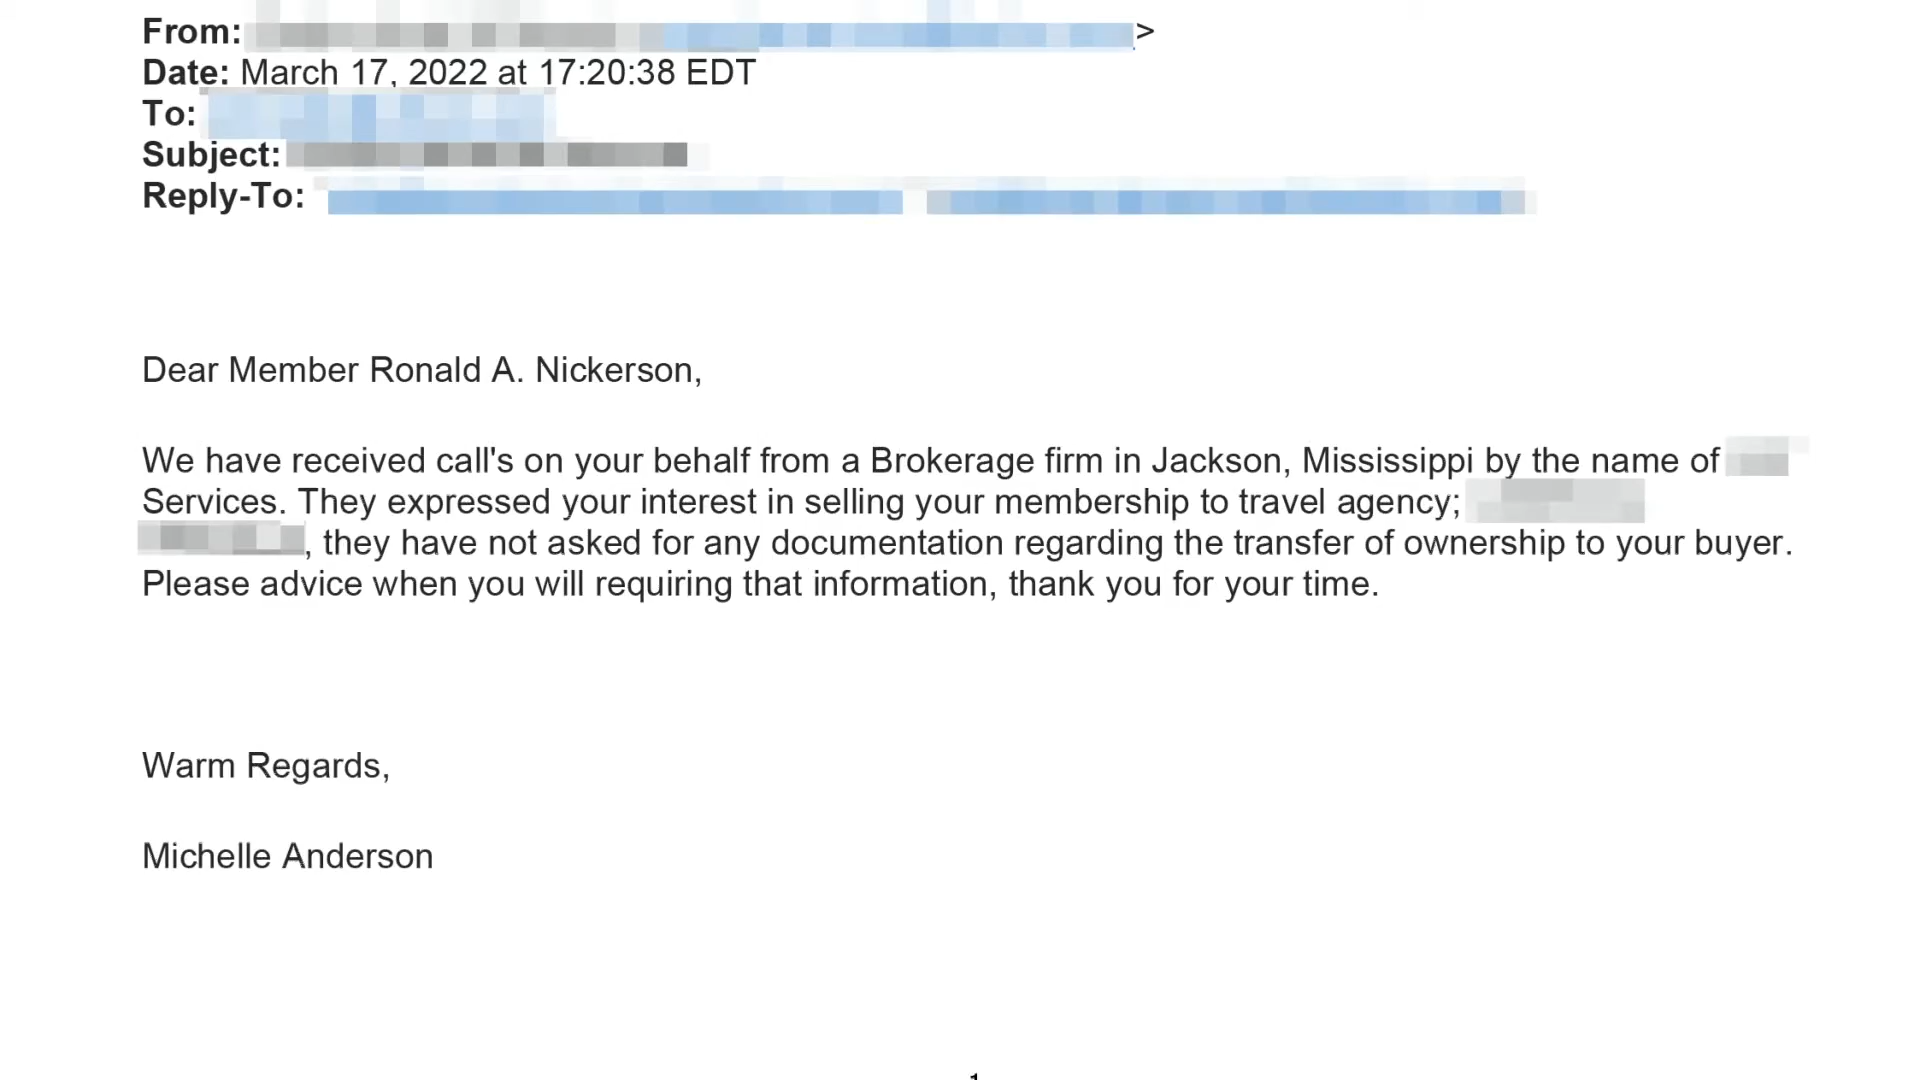 From: >
Date: March 17, 2022 at 17:20:38 EDT
To:
Subject:
Reply-To:
Dear Member Ronald A. Nickerson,
We have received call's on your behalf from a Brokerage firm in Jackson, Mississippi by the name of
Services. They expressed your interest in selling your membership to travel agency;
, they have not asked for any documentation regarding the transfer of ownership to your buyer.
Please advice when you will requiring that information, thank you for your time.
Warm Regards,
Michelle Anderson